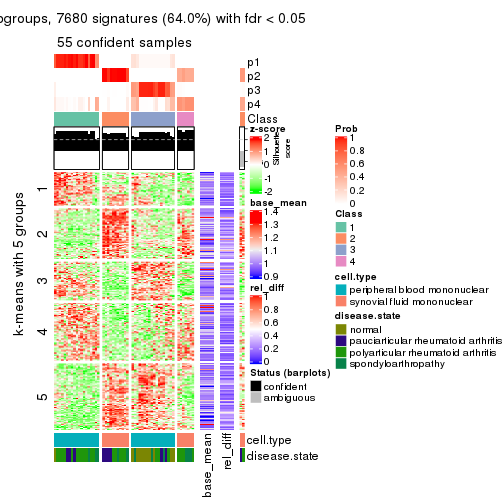 ogroups, 7680 signatures (64.0%) with fdr < 0.05
55 confident samples
p1
p2
p3
p4
Class
z-score
2
1
0
-1
-2
Silhouette
score
base_mean
1.4
1.3
1.2
1.1
1
0.9
rel_diff
1
0.8
0.6
0.4
0.2
0
Status (barplots)
confident
ambiguous
Prob
1
0.8
0.6
0.4
0.2
0
Class
1
2
3
4
cell.type
peripheral blood mononuclear
synovial fluid mononuclear
disease.state
normal
pauciarticular rheumatoid arthritis
polyarticular rheumatoid arthritis
spondyloarthropathy
k-means with 5 groups
1
2
3
4
5
cell.type
disease.state
base_mean
rel_diff